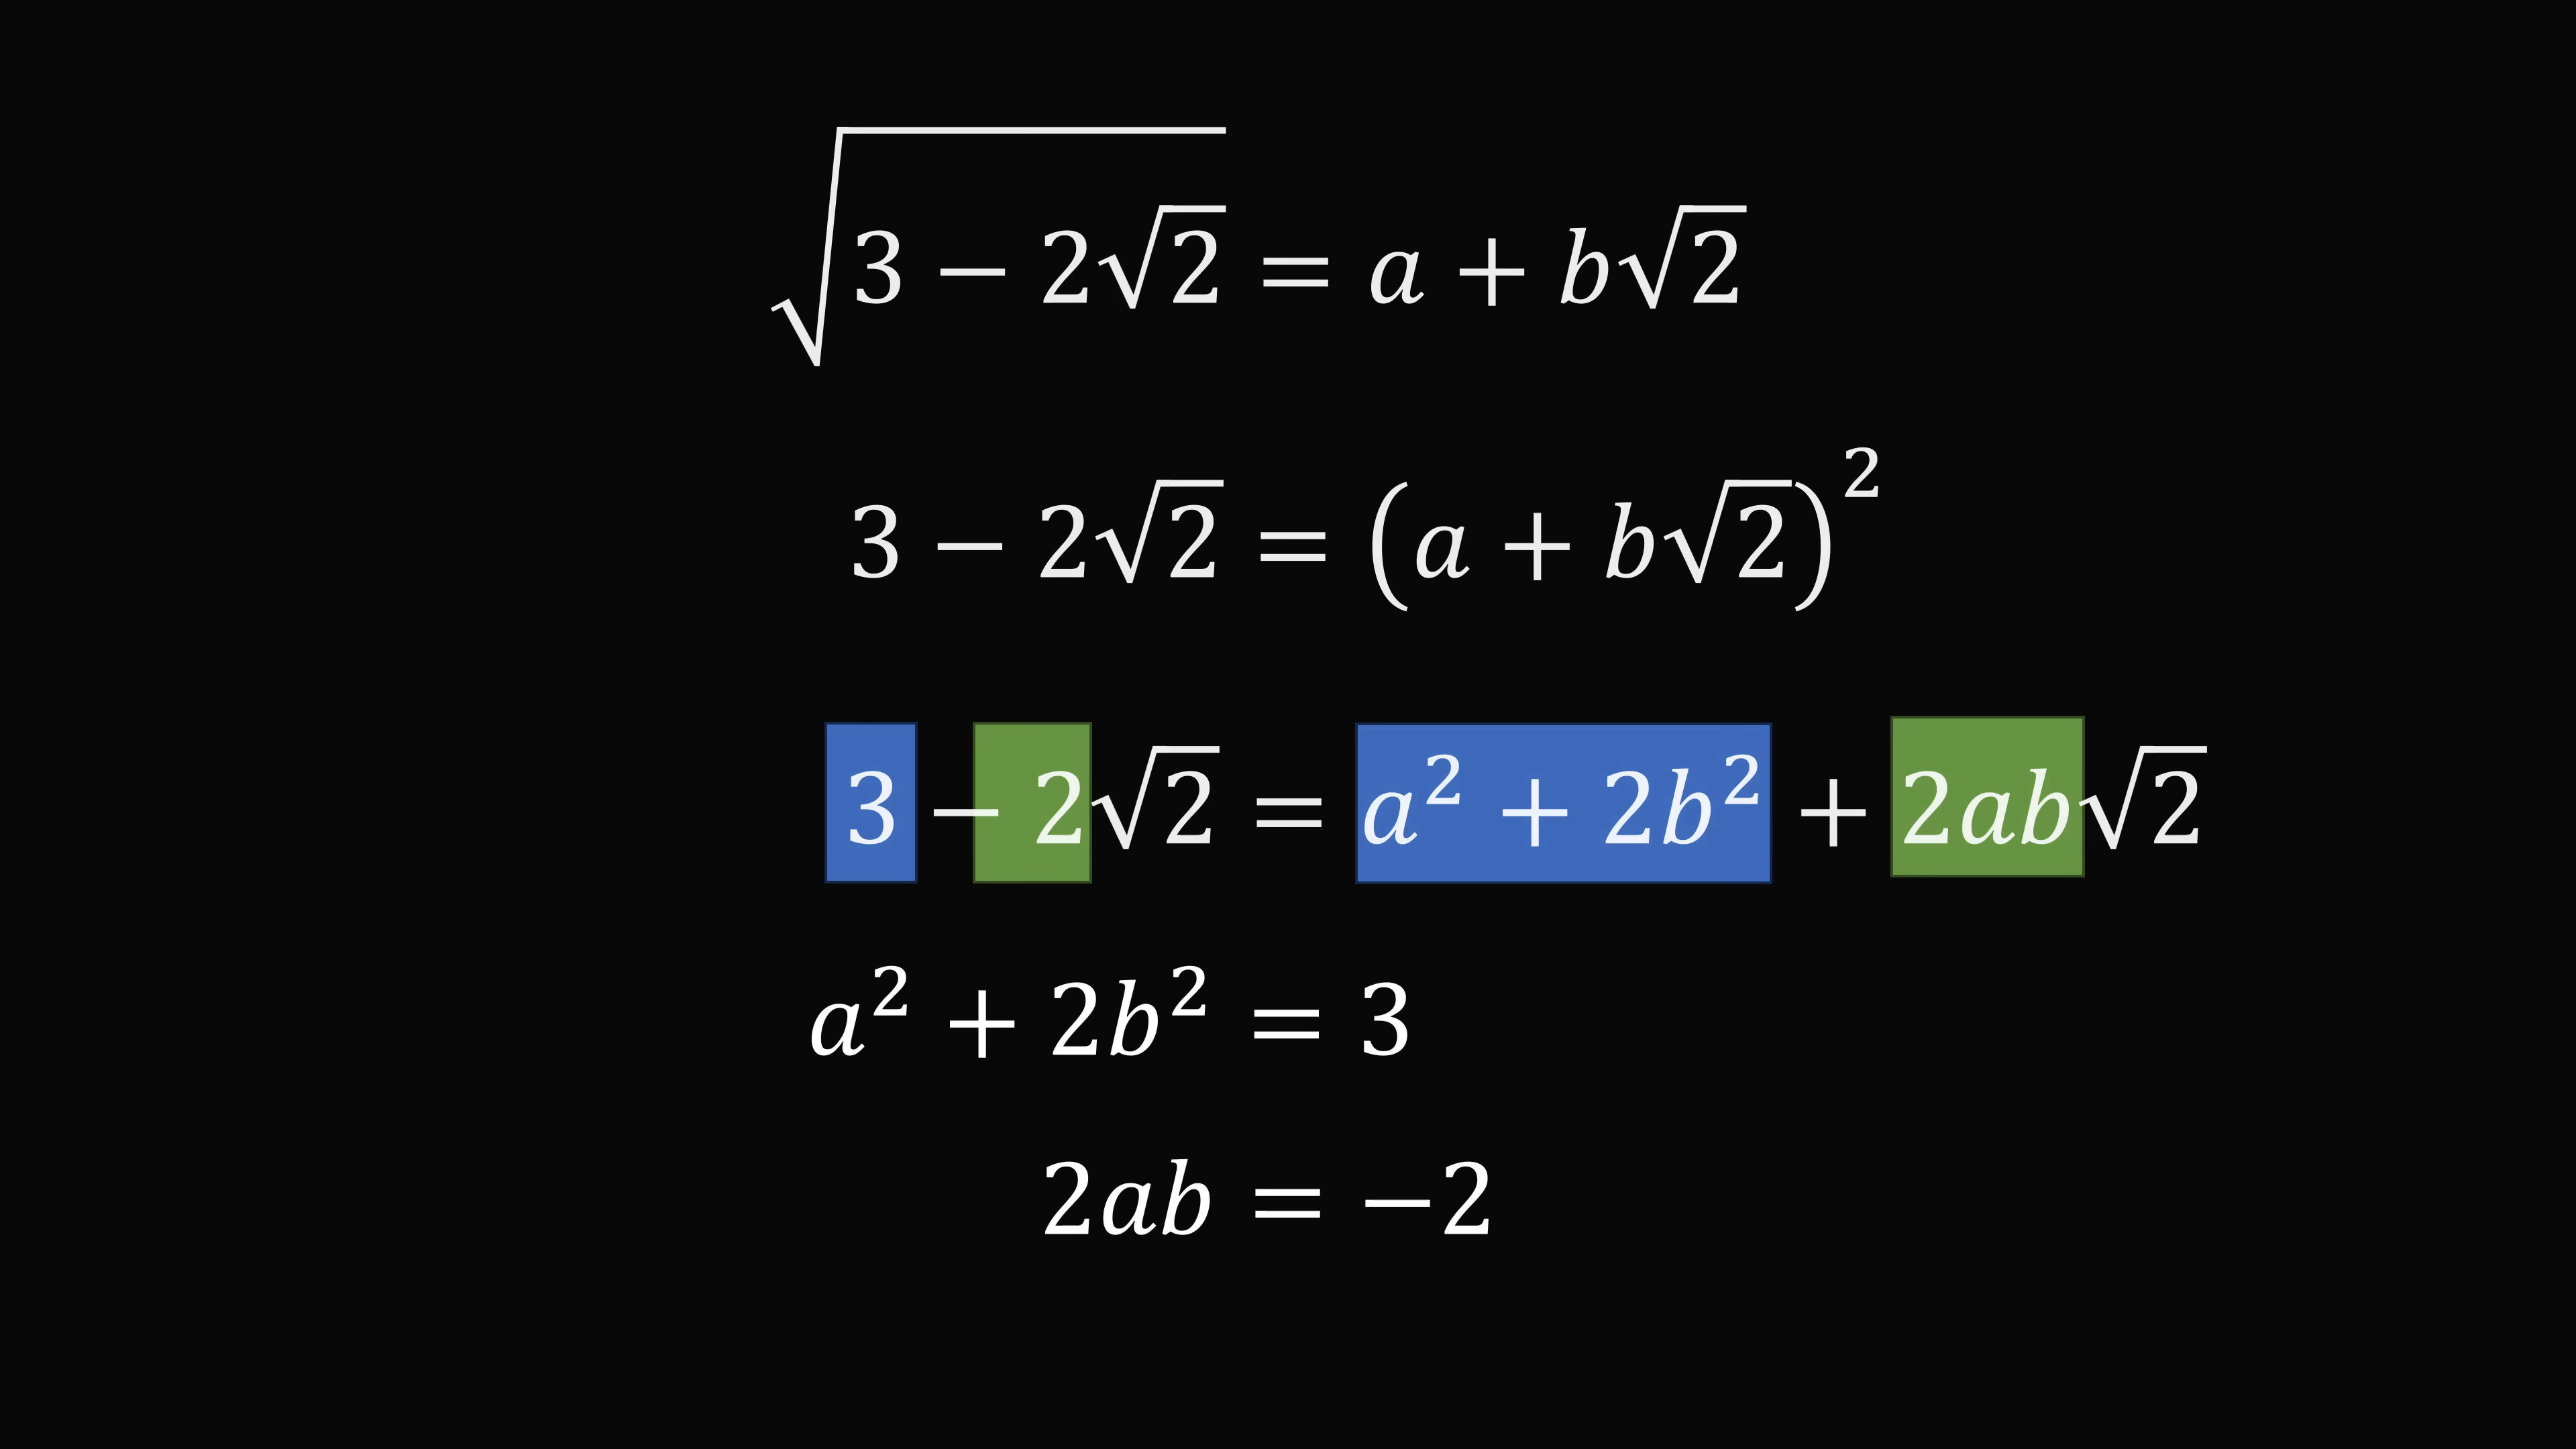 √(3 − 2√2) = a + b√2
3 − 2√2 = (a + b√2)²
3 − 2√2 = a² + 2b² + 2ab√2
a² + 2b² = 3
2ab = −2